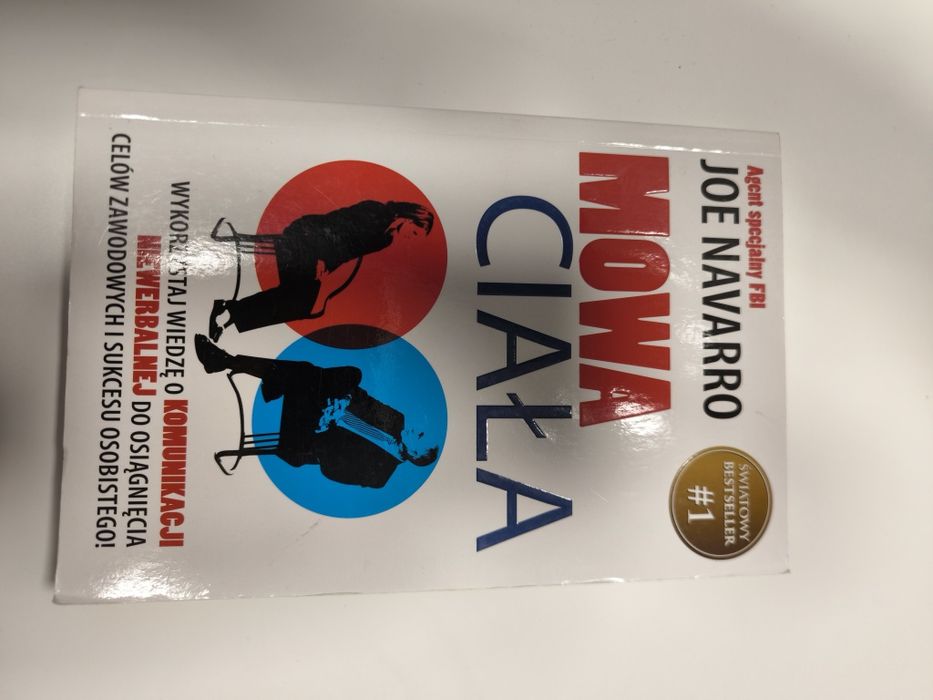 Agent specjalny FBI
JOE NAVARRO
ŚWIATOWY
BESTSELLER
#1
MOWA
CIAŁA
WYKORZYSTAJ WIEDZĘ O KOMUNIKACJI
NIEWERBALNEJ DO OSIĄGNIĘCIA
CELÓW ZAWODOWYCH I SUKCESU OSOBISTEGO!